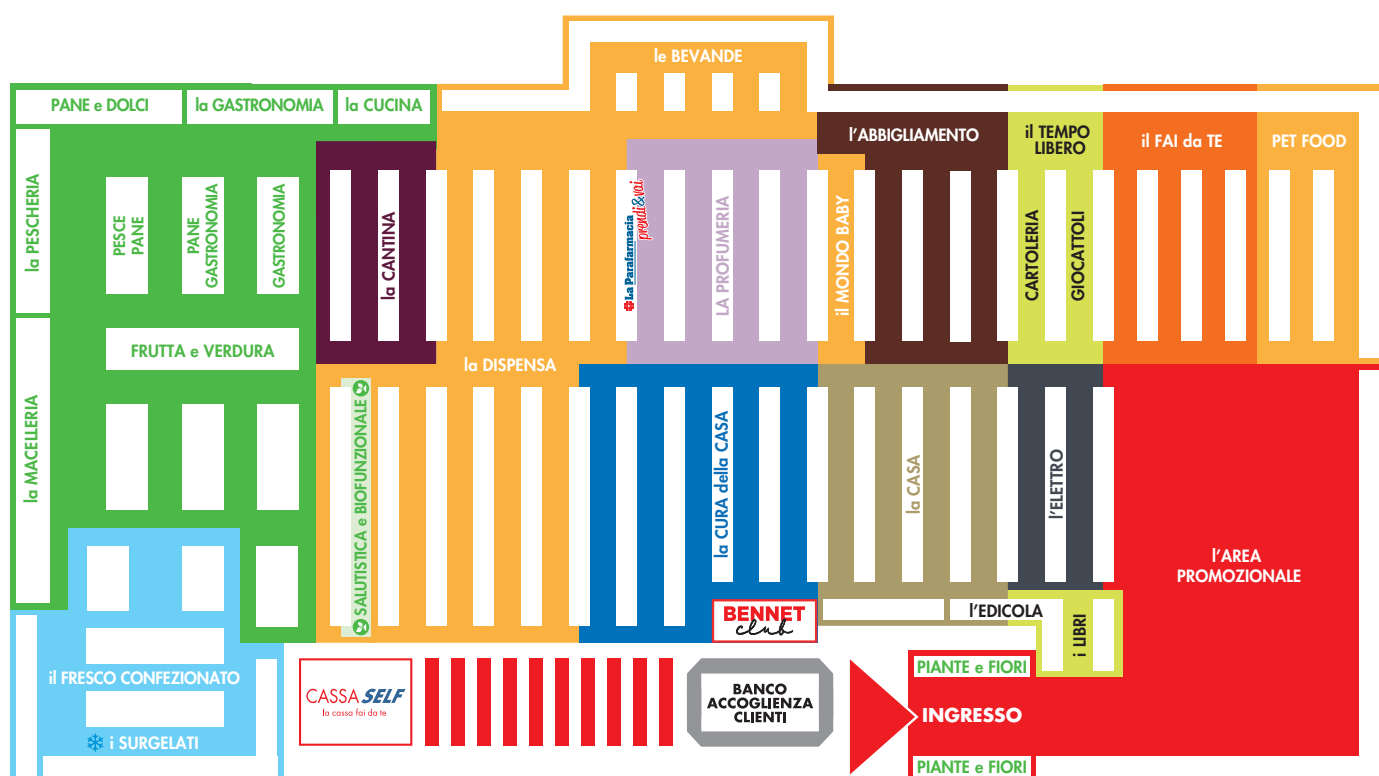 le BEVANDE
PANE e DOLCI
la GASTRONOMIA
la CUCINA
l'ABBIGLIAMENTO
il TEMPO
LIBERO
il FAI da TE
PET FOOD
la PESCHERIA
PESCE
PANE
PANE
GASTRONOMIA
GASTRONOMIA
la CANTINA
La Parafarmacia
prendi&vai
LA PROFUMERIA
il MONDO BABY
CARTOLERIA
GIOCATTOLI
FRUTTA e VERDURA
la DISPENSA
la MACELLERIA
SALUTISTICA e BIOFUNZIONALE
la CURA della CASA
la CASA
l'ELETTRO
l'AREA
PROMOZIONALE
BENNET
club
l'EDICOLA
i LIBRI
il FRESCO CONFEZIONATO
i SURGELATI
CASSA SELF
la cassa fai da te
BANCO
ACCOGLIENZA
CLIENTI
PIANTE e FIORI
INGRESSO
PIANTE e FIORI